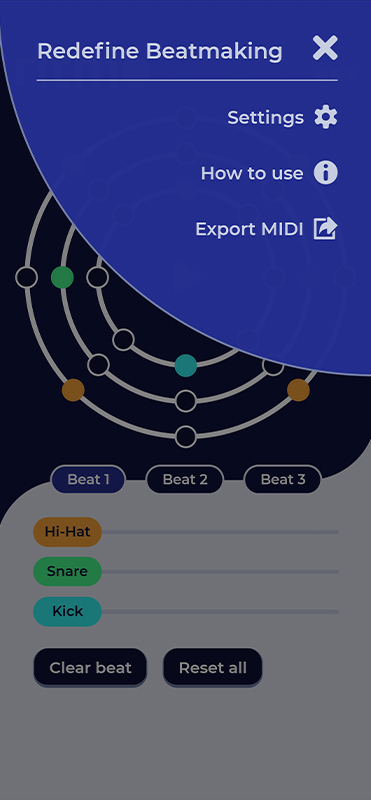 Redefine Beatmaking
Settings
How to use
Export MIDI
Beat 1 Beat 2 Beat 3
Hi-Hat
Snare
Kick
Clear beat Reset all